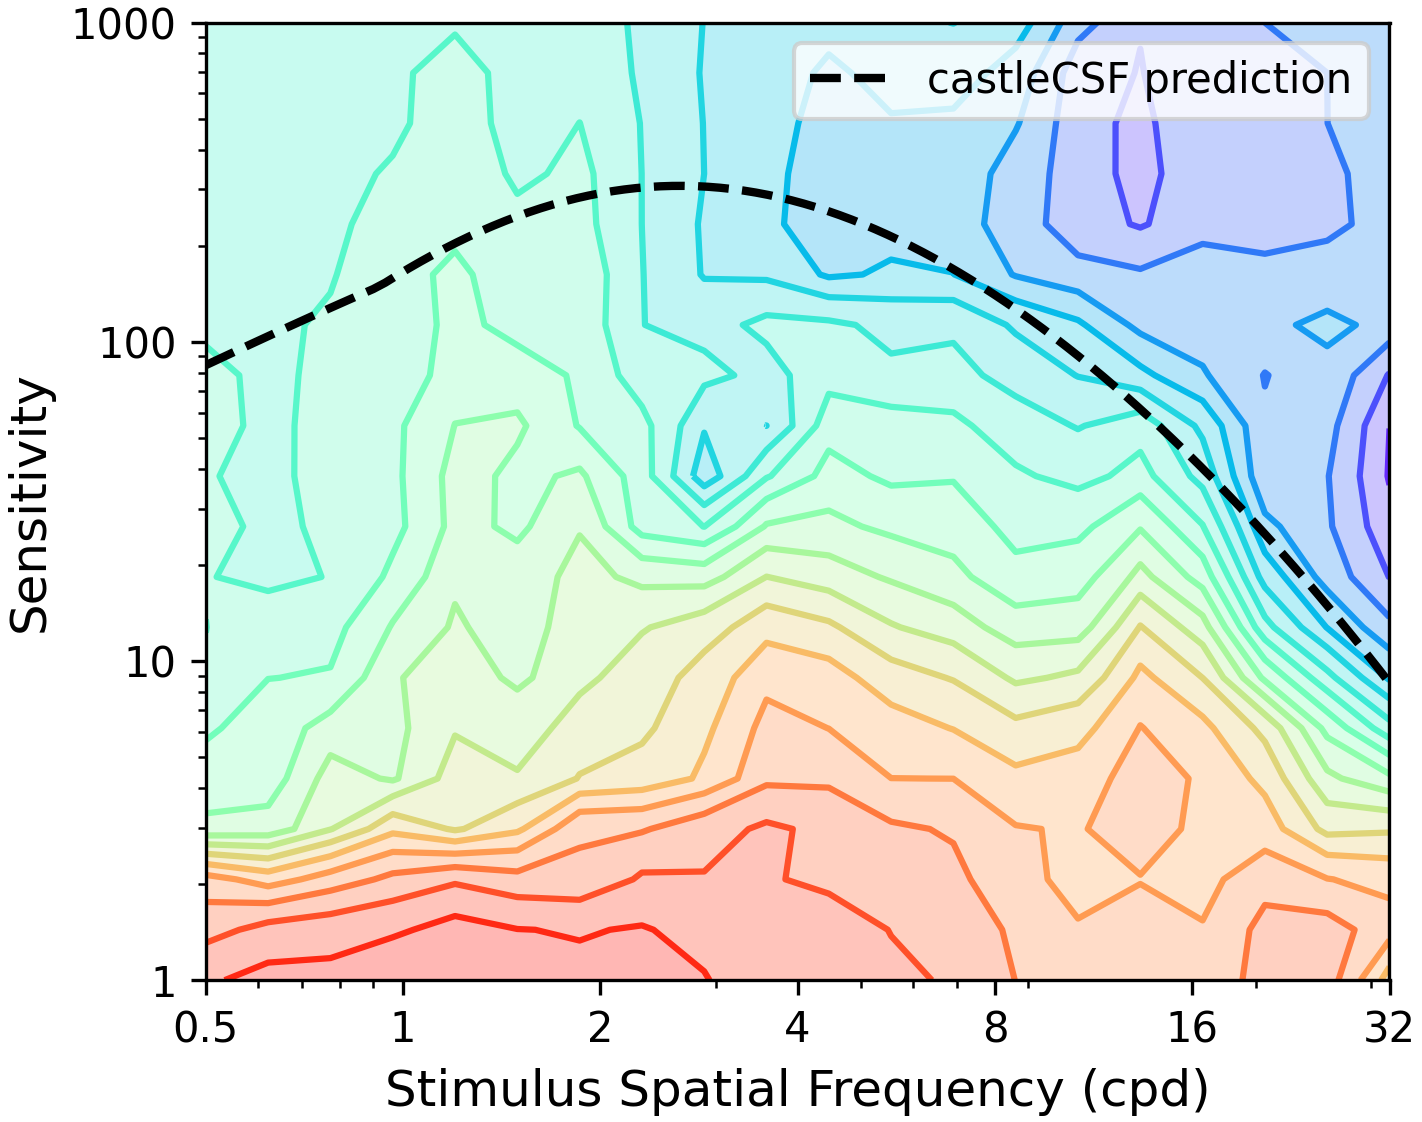 1000
castleCSF prediction
100
Sensitivity
10
1
0.5 1 2 4 8 16 32
Stimulus Spatial Frequency (cpd)